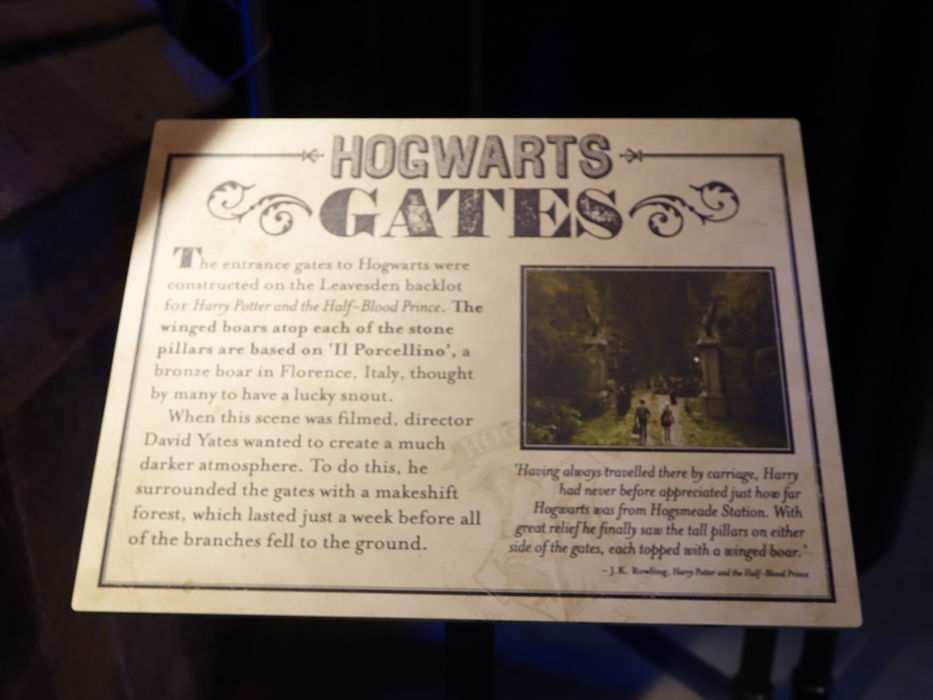 HOGWARTS
GATES
The entrance gates to Hogwarts were
constructed on the Leavesden backlot
for Harry Potter and the Half-Blood Prince. The
winged boars atop each of the stone
pillars are based on 'Il Porcellino', a
bronze boar in Florence, Italy, thought
by many to have a lucky snout.
When this scene was filmed, director
David Yates wanted to create a much
darker atmosphere. To do this, he
surrounded the gates with a makeshift
forest, which lasted just a week before all
of the branches fell to the ground.
'Having always travelled there by carriage, Harry
had never before appreciated just how far
Hogwarts was from Hogsmeade Station. With
great relief he finally saw the tall pillars on either
side of the gates, each topped with a winged boar.'
– J.K. Rowling, Harry Potter and the Half-Blood Prince